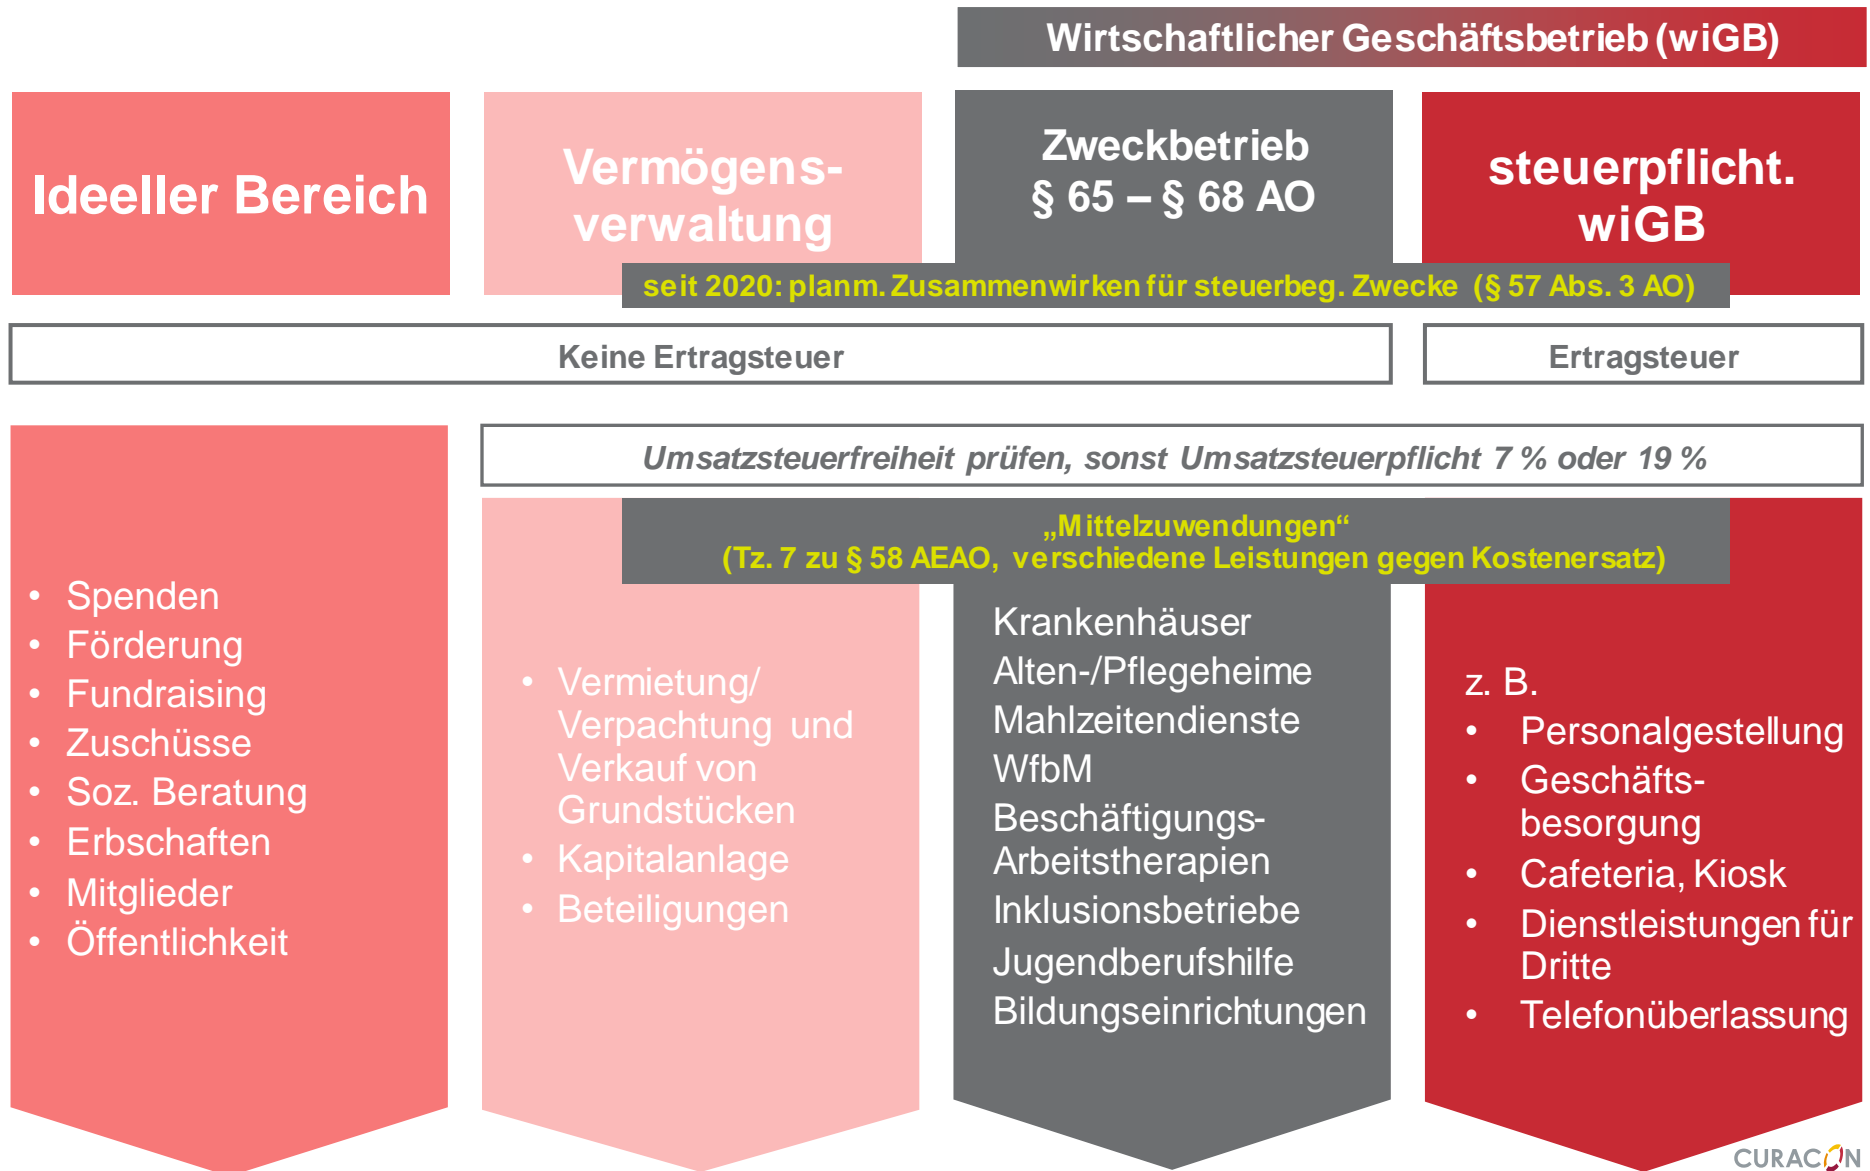 Wirtschaftlicher Geschäftsbetrieb (wiGB)
Ideeller Bereich
Vermögens-
verwaltung
Zweckbetrieb
§ 65 – § 68 AO
steuerpflicht.
wiGB
seit 2020: planm. Zusammenwirken für steuerbeg. Zwecke (§ 57 Abs. 3 AO)
Keine Ertragsteuer
Ertragsteuer
Umsatzsteuerfreiheit prüfen, sonst Umsatzsteuerpflicht 7 % oder 19 %
„Mittelzuwendungen“
(Tz. 7 zu § 58 AEAO, verschiedene Leistungen gegen Kostenersatz)
• Spenden
• Förderung
• Fundraising
• Zuschüsse
• Soz. Beratung
• Erbschaften
• Mitglieder
• Öffentlichkeit
• Vermietung/
Verpachtung und
Verkauf von
Grundstücken
• Kapitalanlage
• Beteiligungen
Krankenhäuser
Alten-/Pflegeheime
Mahlzeitendienste
WfbM
Beschäftigungs-
Arbeitstherapien
Inklusionsbetriebe
Jugendberufshilfe
Bildungseinrichtungen
z. B.
• Personalgestellung
• Geschäfts-
besorgung
• Cafeteria, Kiosk
• Dienstleistungen für
Dritte
• Telefonüberlassung
CURACON